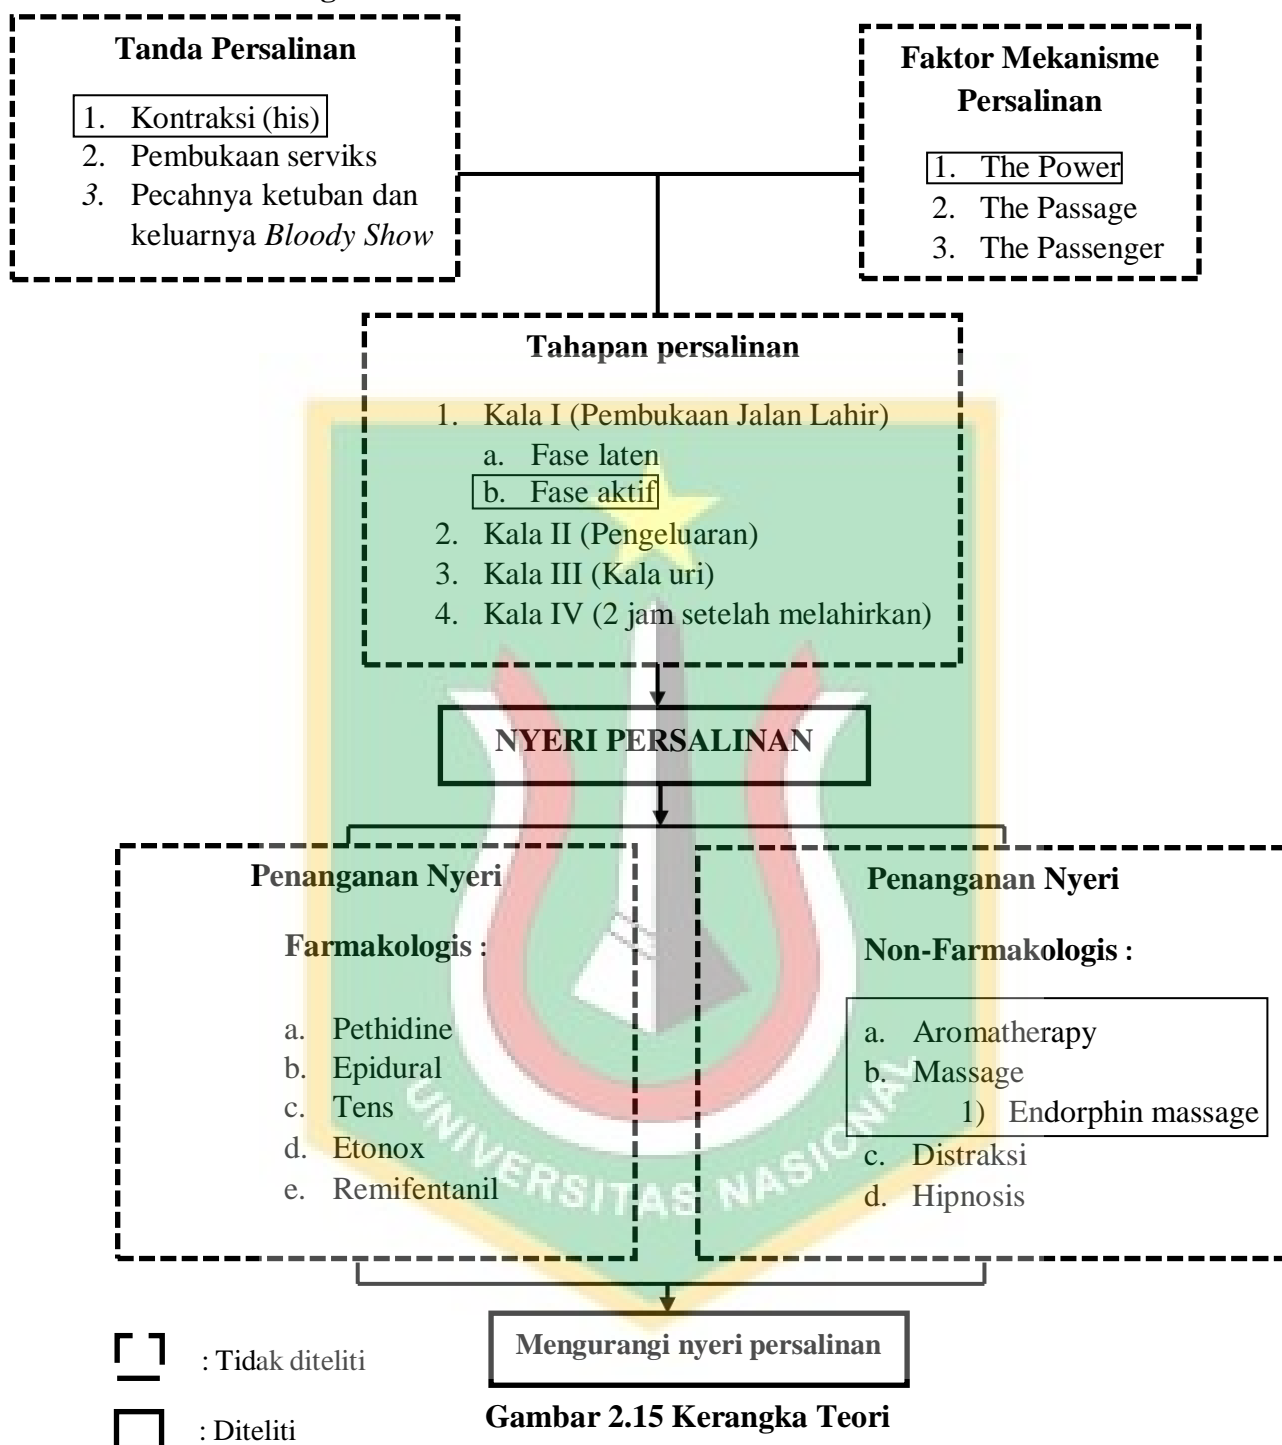 Tanda Persalinan
1. Kontraksi (his)
2. Pembukaan serviks
3. Pecahnya ketuban dan
keluarnya Bloody Show
Faktor Mekanisme
Persalinan
1. The Power
2. The Passage
3. The Passenger
Tahapan persalinan
1. Kala I (Pembukaan Jalan Lahir)
a. Fase laten
b. Fase aktif
2. Kala II (Pengeluaran)
3. Kala III (Kala uri)
4. Kala IV (2 jam setelah melahirkan)
NYERI PERSALINAN
Penanganan Nyeri
Farmakologis :
a. Pethidine
b. Epidural
c. Tens
d. Etonox
e. Remifentanil
Penanganan Nyeri
Non-Farmakologis :
a. Aromatherapy
b. Massage
1) Endorphin massage
c. Distraksi
d. Hipnosis
UNIVERSITAS NASIONAL
Mengurangi nyeri persalinan
: Tidak diteliti
: Diteliti
Gambar 2.15 Kerangka Teori